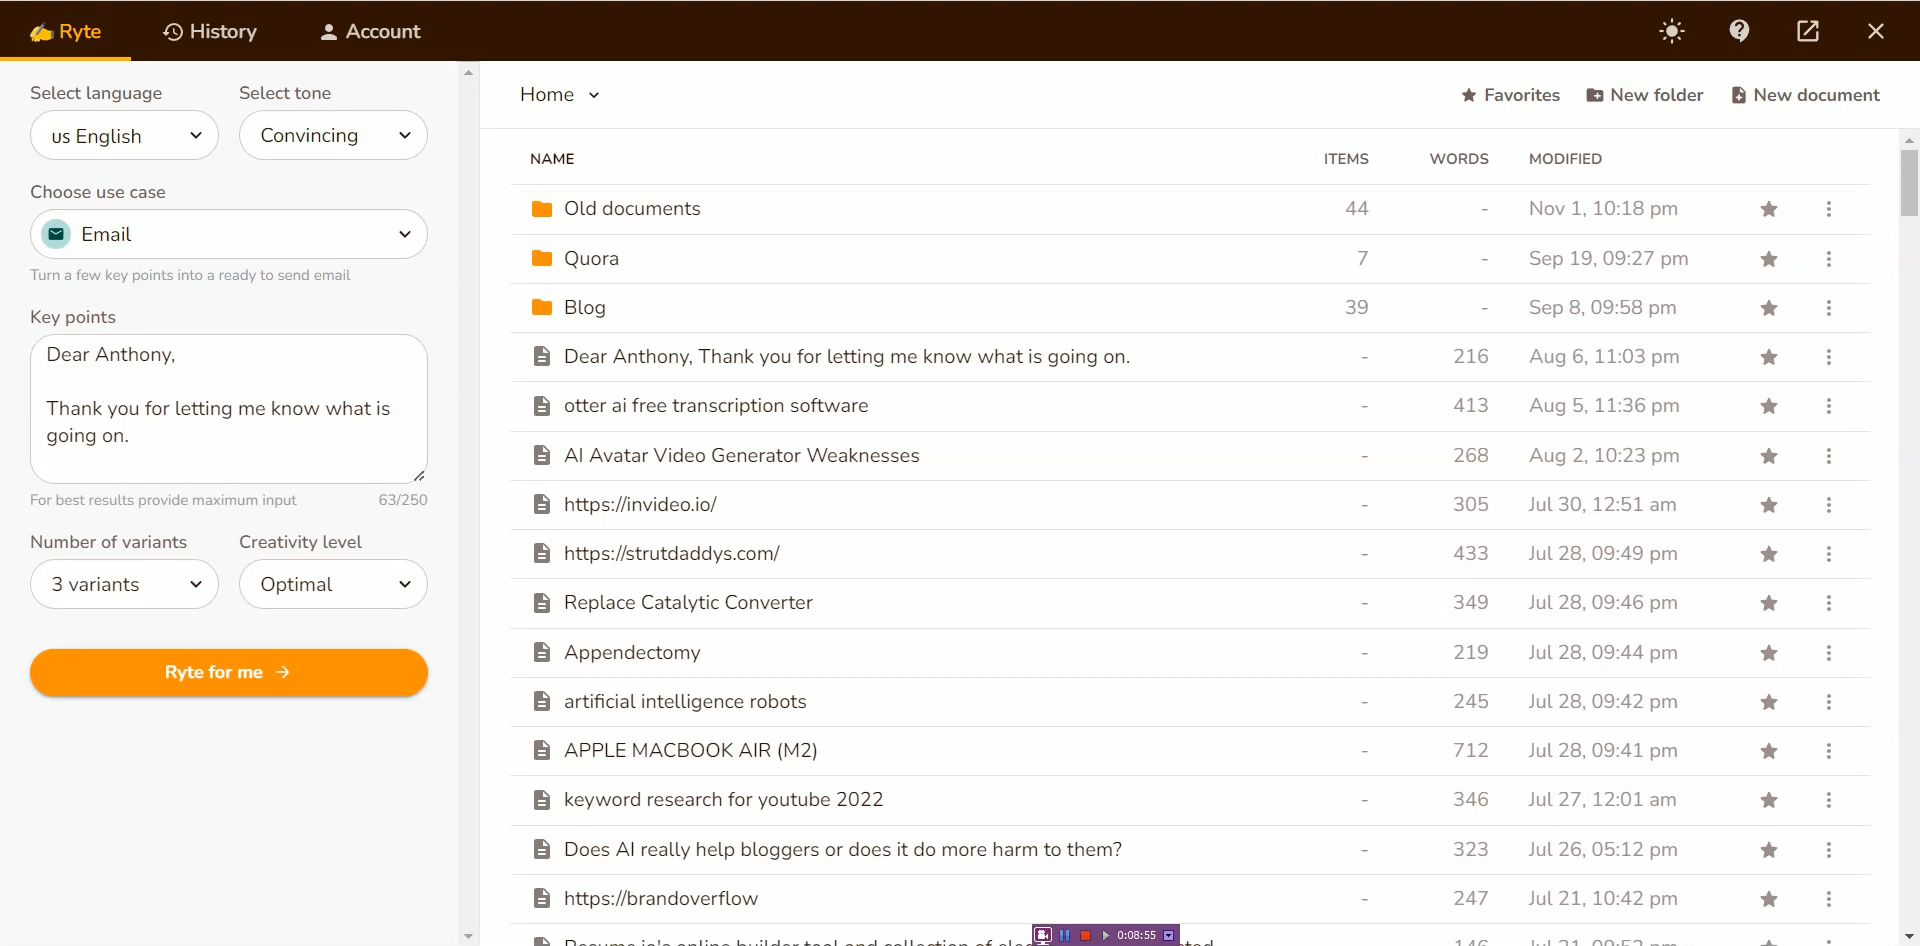 Ryte
History
Account
Select language
Select tone
us English
Convincing
Choose use case
Email
Turn a few key points into a ready to send email
Key points
Dear Anthony,
Thank you for letting me know what is
going on.
For best results provide maximum input
63/250
Number of variants
Creativity level
3 variants
Optimal
Ryte for me →
Home
Favorites
New folder
New document
NAME ITEMS WORDS MODIFIED
Old documents 44 - Nov 1, 10:18 pm
Quora 7 - Sep 19, 09:27 pm
Blog 39 - Sep 8, 09:58 pm
Dear Anthony, Thank you for letting me know what is going on. - 216 Aug 6, 11:03 pm
otter ai free transcription software - 413 Aug 5, 11:36 pm
AI Avatar Video Generator Weaknesses - 268 Aug 2, 10:23 pm
https://invideo.io/ - 305 Jul 30, 12:51 am
https://strutdaddys.com/ - 433 Jul 28, 09:49 pm
Replace Catalytic Converter - 349 Jul 28, 09:46 pm
Appendectomy - 219 Jul 28, 09:44 pm
artificial intelligence robots - 245 Jul 28, 09:42 pm
APPLE MACBOOK AIR (M2) - 712 Jul 28, 09:41 pm
keyword research for youtube 2022 - 346 Jul 27, 12:01 am
Does AI really help bloggers or does it do more harm to them? - 323 Jul 26, 05:12 pm
https://brandoverflow - 247 Jul 21, 10:42 pm
Resume.io's online builder tool and collection of
0:08:55